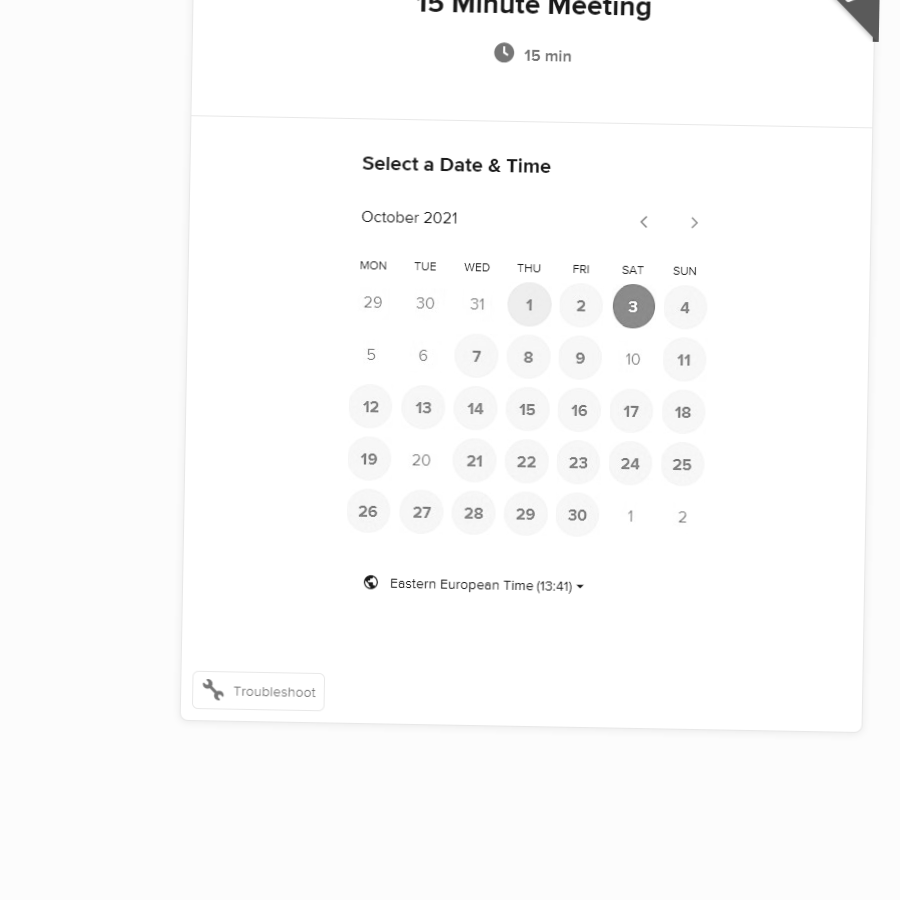 15 Minute Meeting
15 min
Select a Date & Time
October 2021
MON TUE WED THU FRI SAT SUN
29 30 31 1 2 3 4
5 6 7 8 9 10 11
12 13 14 15 16 17 18
19 20 21 22 23 24 25
26 27 28 29 30 1 2
Eastern European Time (13:41)
Troubleshoot